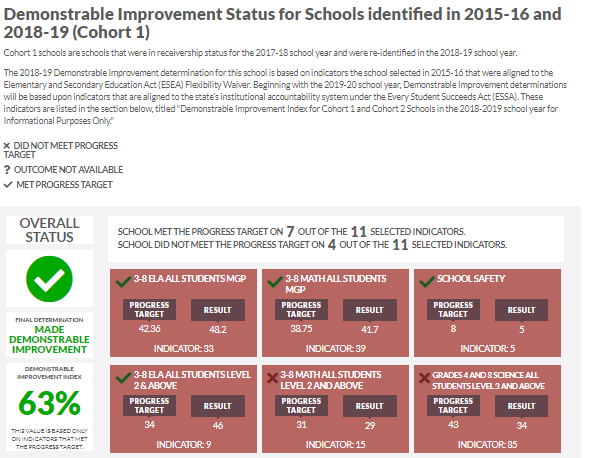 Demonstrable Improvement Status for Schools identified in 2015-16 and
2018-19 (Cohort 1)
Cohort 1 schools are schools that were in receivership status for the 2017-18 school year and were re-identified in the 2018-19 school year.
The 2018-19 Demonstrable Improvement determination for this school is based on indicators the school selected in 2015-16 that were aligned to the
Elementary and Secondary Education Act (ESEA) Flexibility Waiver. Beginning with the 2019-20 school year, Demonstrable Improvement determinations
will be based upon indicators that are aligned to the state's institutional accountability system under the Every Student Succeeds Act (ESSA). These
indicators are listed in the section below, titled "Demonstrable Improvement Index for Cohort 1 and Cohort 2 Schools in the 2018-2019 school year for
Informational Purposes Only."
DID NOT MEET PROGRESS
TARGET
? OUTCOME NOT AVAILABLE
MET PROGRESS TARGET
OVERALL
STATUS
FINAL DETERMINATION
MADE
DEMONSTRABLE
IMPROVEMENT
DEMONSTRABLE
IMPROVEMENT INDEX
63%
THIS VALUE IS BASED ONLY
ON INDICATORS THAT MET
THE PROGRESS TARGET.
SCHOOL MET THE PROGRESS TARGET ON 7 OUT OF THE 11 SELECTED INDICATORS.
SCHOOL DID NOT MEET THE PROGRESS TARGET ON 4 OUT OF THE 11 SELECTED INDICATORS.
3-8 ELA ALL STUDENTS MGP
PROGRESS
TARGET
RESULT
42.36 48.2
INDICATOR: 33
3-8 MATH ALL STUDENTS
MGP
PROGRESS
TARGET
RESULT
38.75 41.7
INDICATOR: 39
SCHOOL SAFETY
PROGRESS
TARGET
RESULT
8 5
INDICATOR: 5
3-8 ELA ALL STUDENTS LEVEL
2 & ABOVE
PROGRESS
TARGET
RESULT
34 46
INDICATOR: 9
3-8 MATH ALL STUDENTS
LEVEL 2 AND ABOVE
PROGRESS
TARGET
RESULT
31 29
INDICATOR: 15
GRADES 4 AND 8 SCIENCE ALL
STUDENTS LEVEL 3 AND ABOVE
PROGRESS
TARGET
RESULT
43 34
INDICATOR: 85